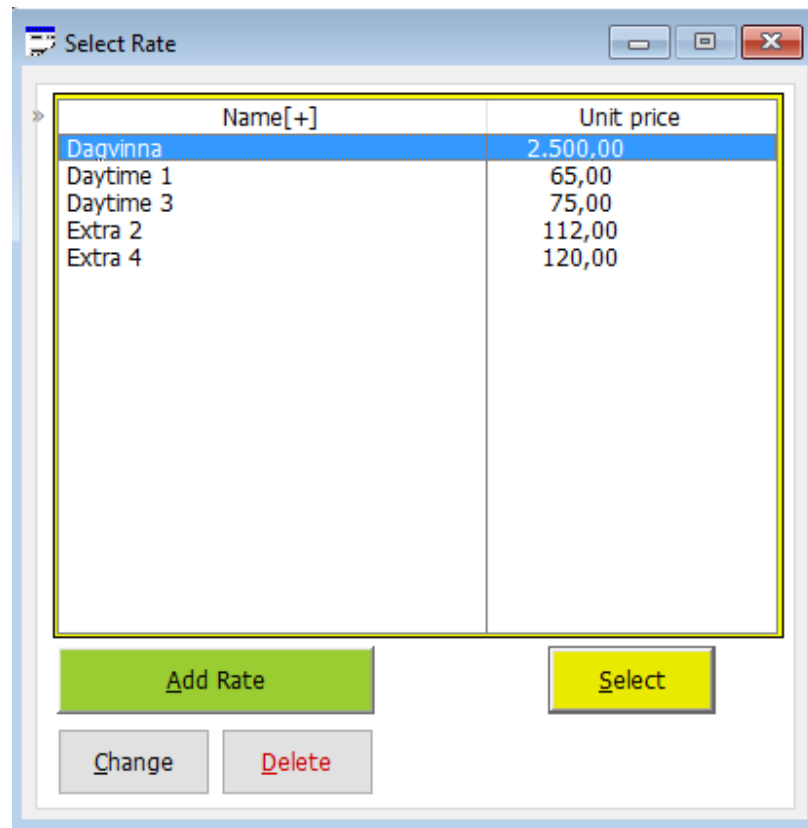 Select Rate
» Name[+] Unit price
Dagvinna 2.500,00
Daytime 1 65,00
Daytime 3 75,00
Extra 2 112,00
Extra 4 120,00
Add Rate Select
Change Delete